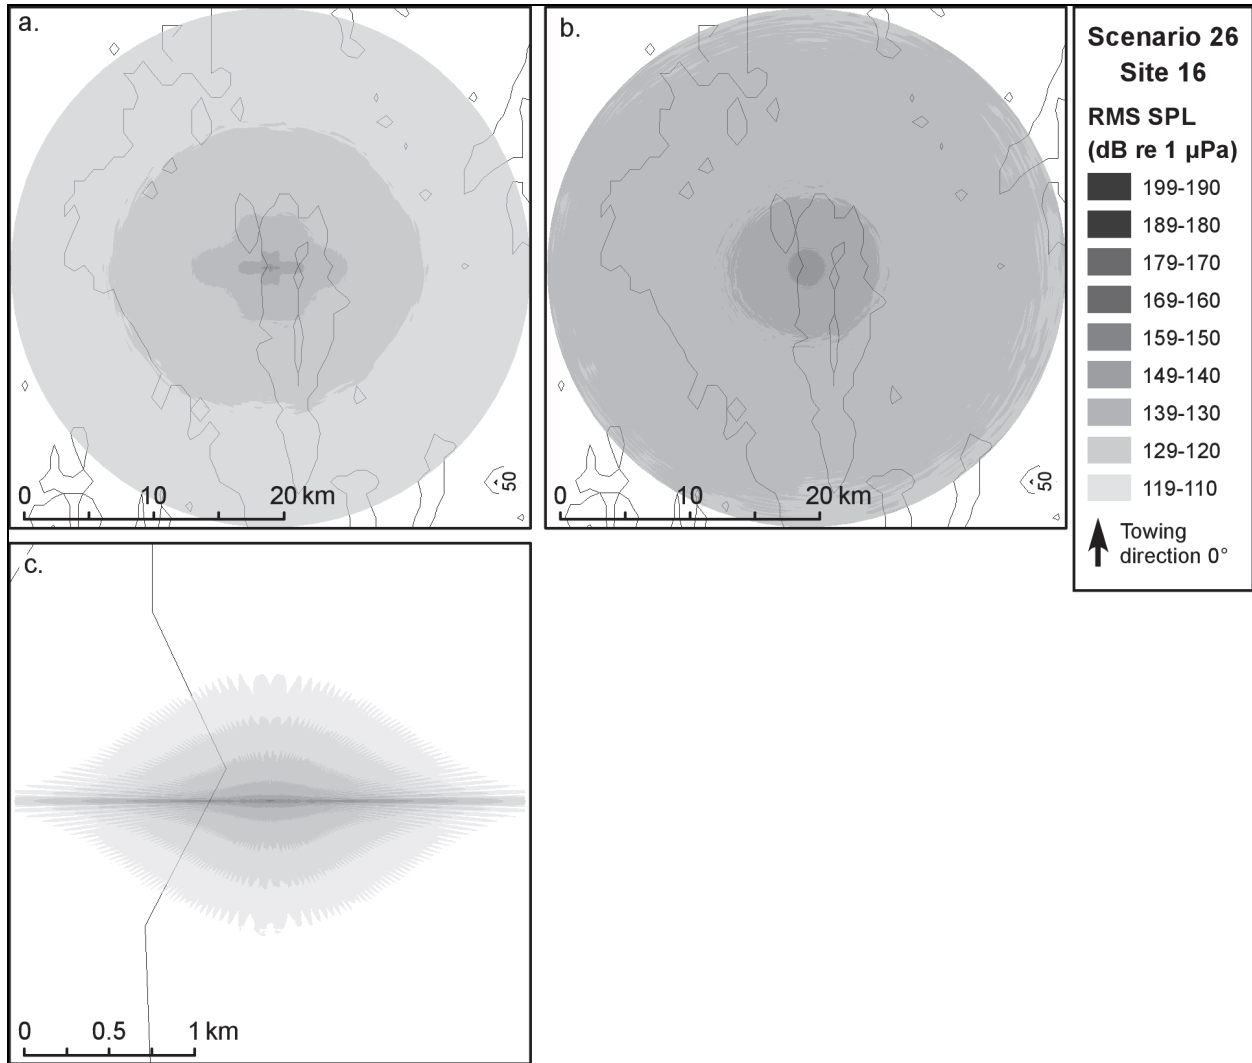 a.
50
0 10 20 km
b.
50
0 10 20 km
c.
0 0.5 1 km
Scenario 26
Site 16
RMS SPL
(dB re 1 µPa)
199-190
189-180
179-170
169-160
159-150
149-140
139-130
129-120
119-110
Towing
direction 0°